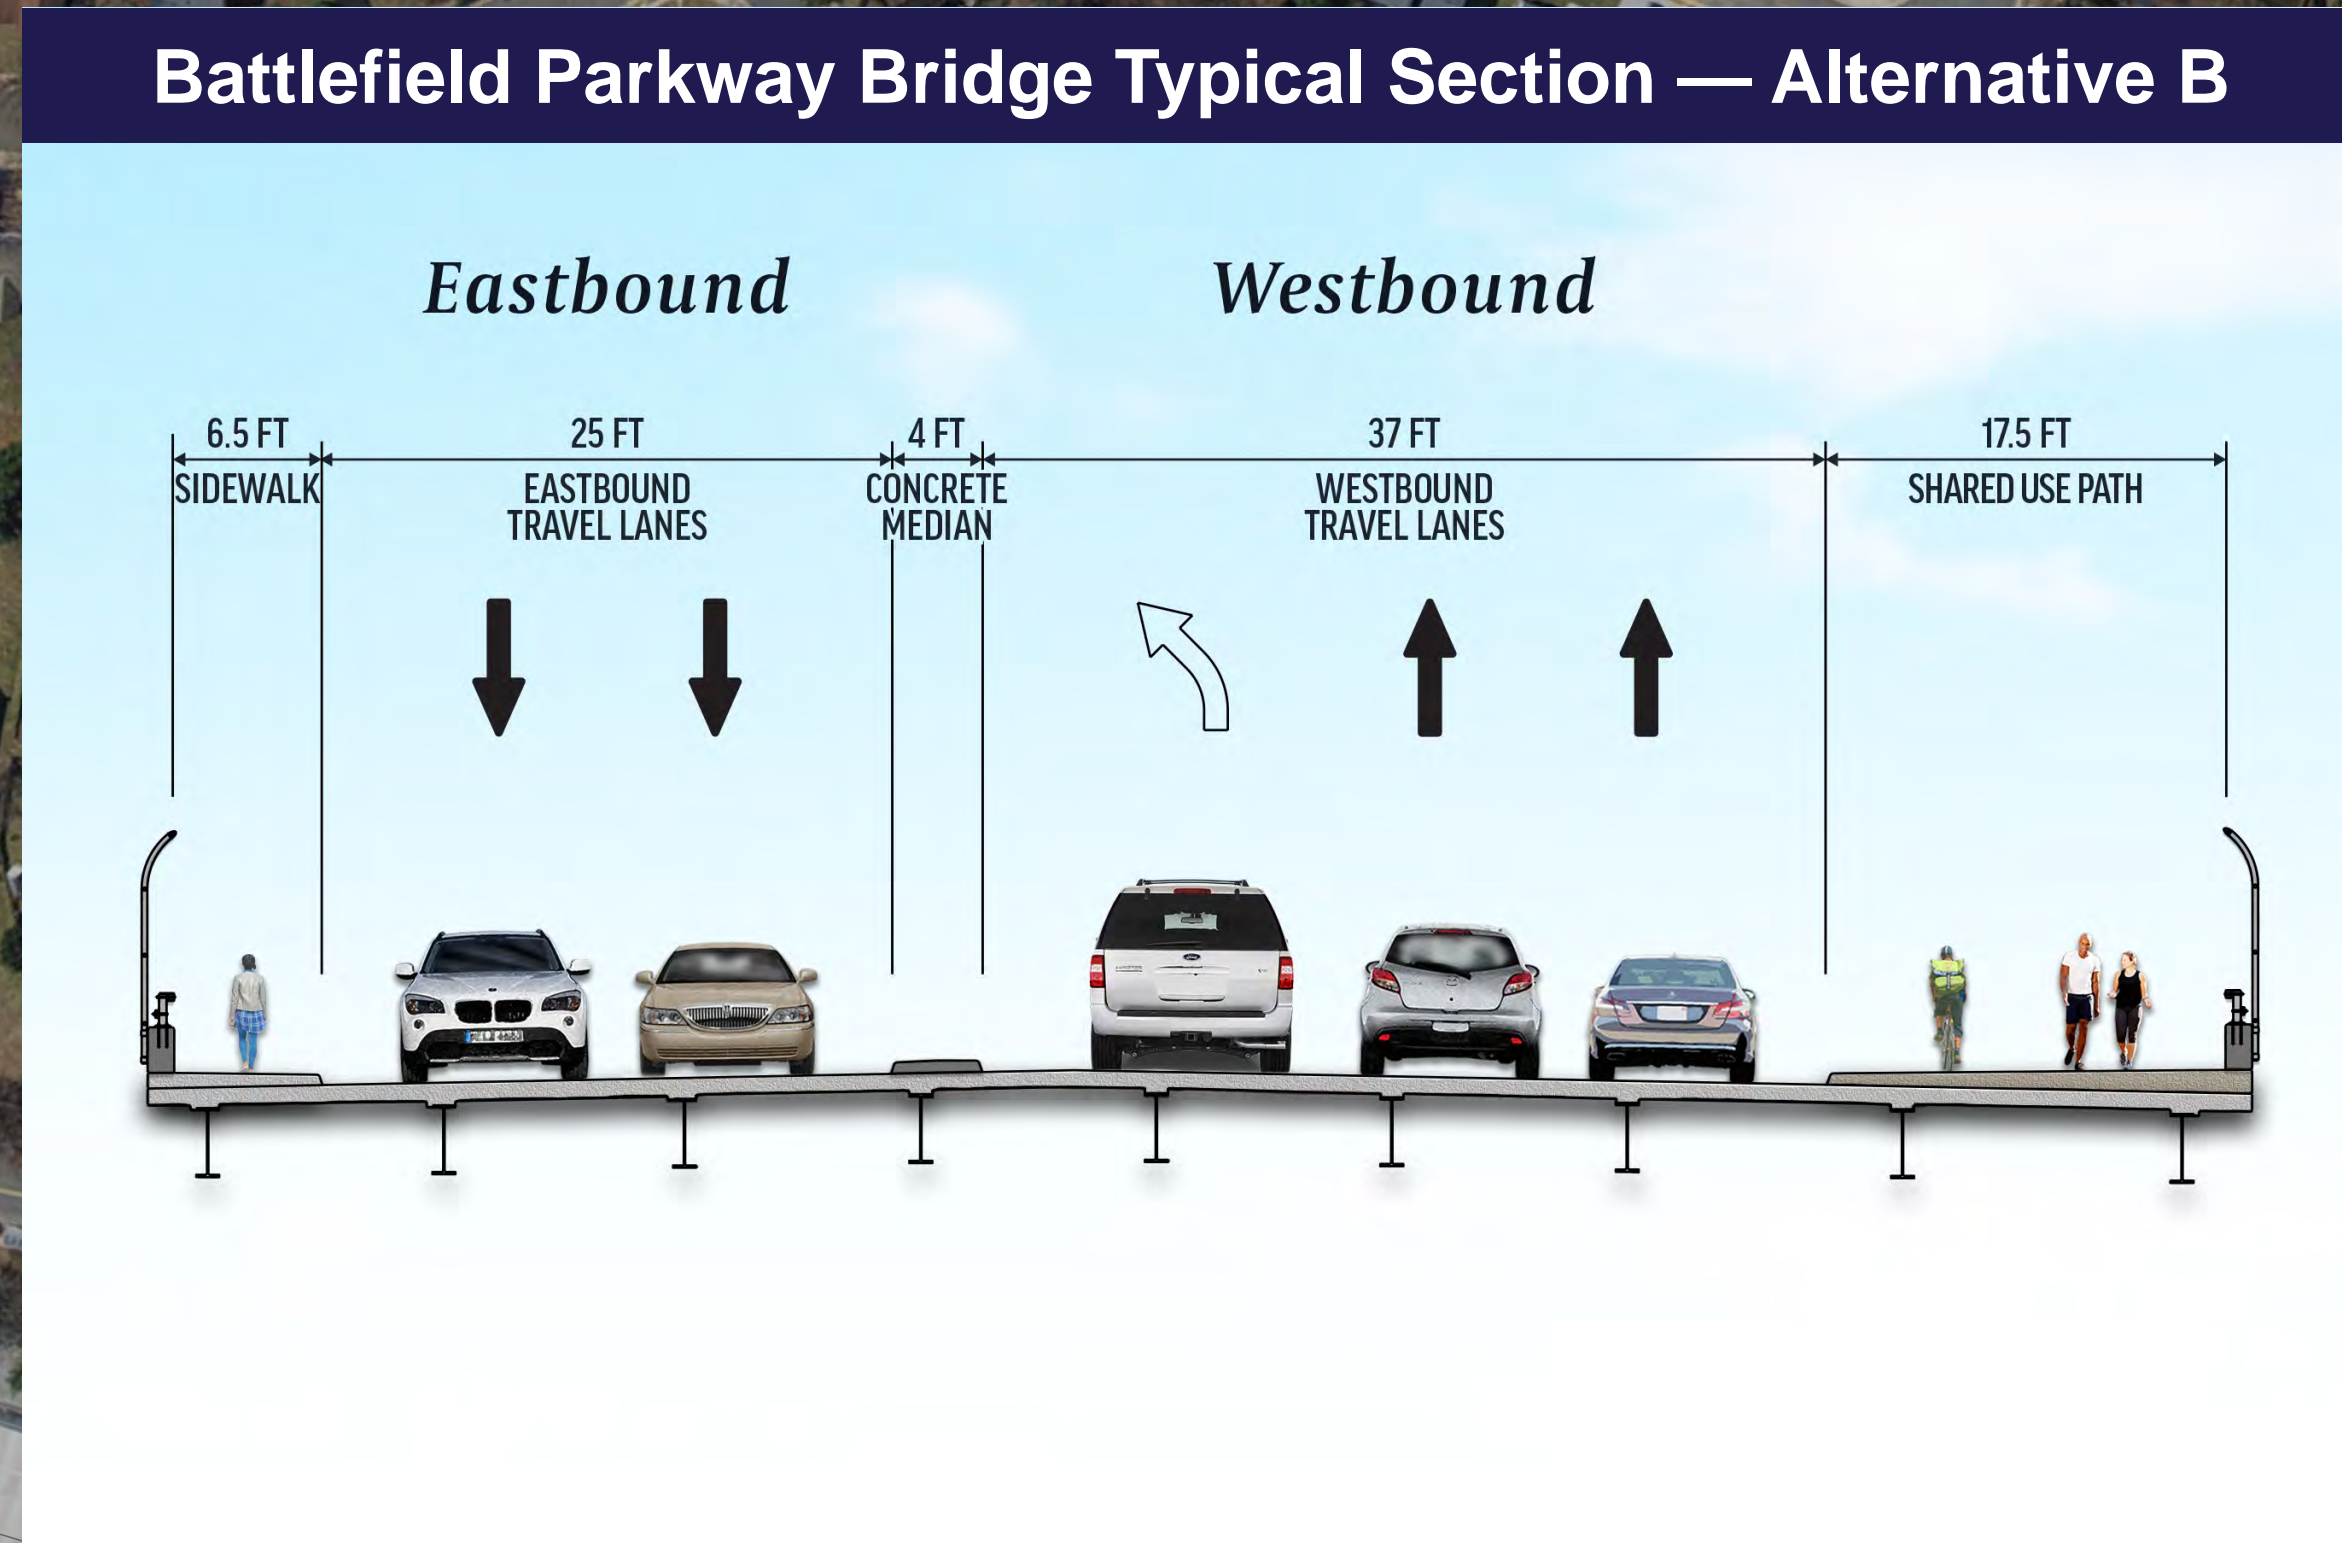 Battlefield Parkway Bridge Typical Section — Alternative B
Eastbound
Westbound
6.5 FT
SIDEWALK
25 FT
EASTBOUND
TRAVEL LANES
4 FT
CONCRETE
MEDIAN
37 FT
WESTBOUND
TRAVEL LANES
17.5 FT
SHARED USE PATH